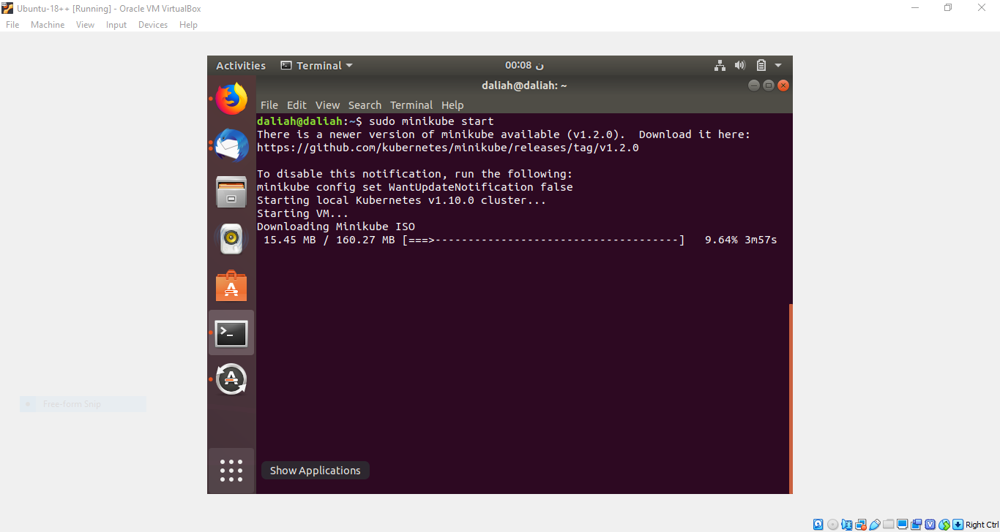 Ubuntu-18++ [Running] - Oracle VM VirtualBox
File Machine View Input Devices Help
Activities Terminal 00:08 ن
daliah@daliah: ~
File Edit View Search Terminal Help
daliah@daliah:~$ sudo minikube start
There is a newer version of minikube available (v1.2.0).  Download it here:
https://github.com/kubernetes/minikube/releases/tag/v1.2.0
To disable this notification, run the following:
minikube config set WantUpdateNotification false
Starting local Kubernetes v1.10.0 cluster...
Starting VM...
Downloading Minikube ISO
15.45 MB / 160.27 MB [===>-------------------------------------]   9.64% 3m57s
Free-form Snip
Show Applications
Right Ctrl